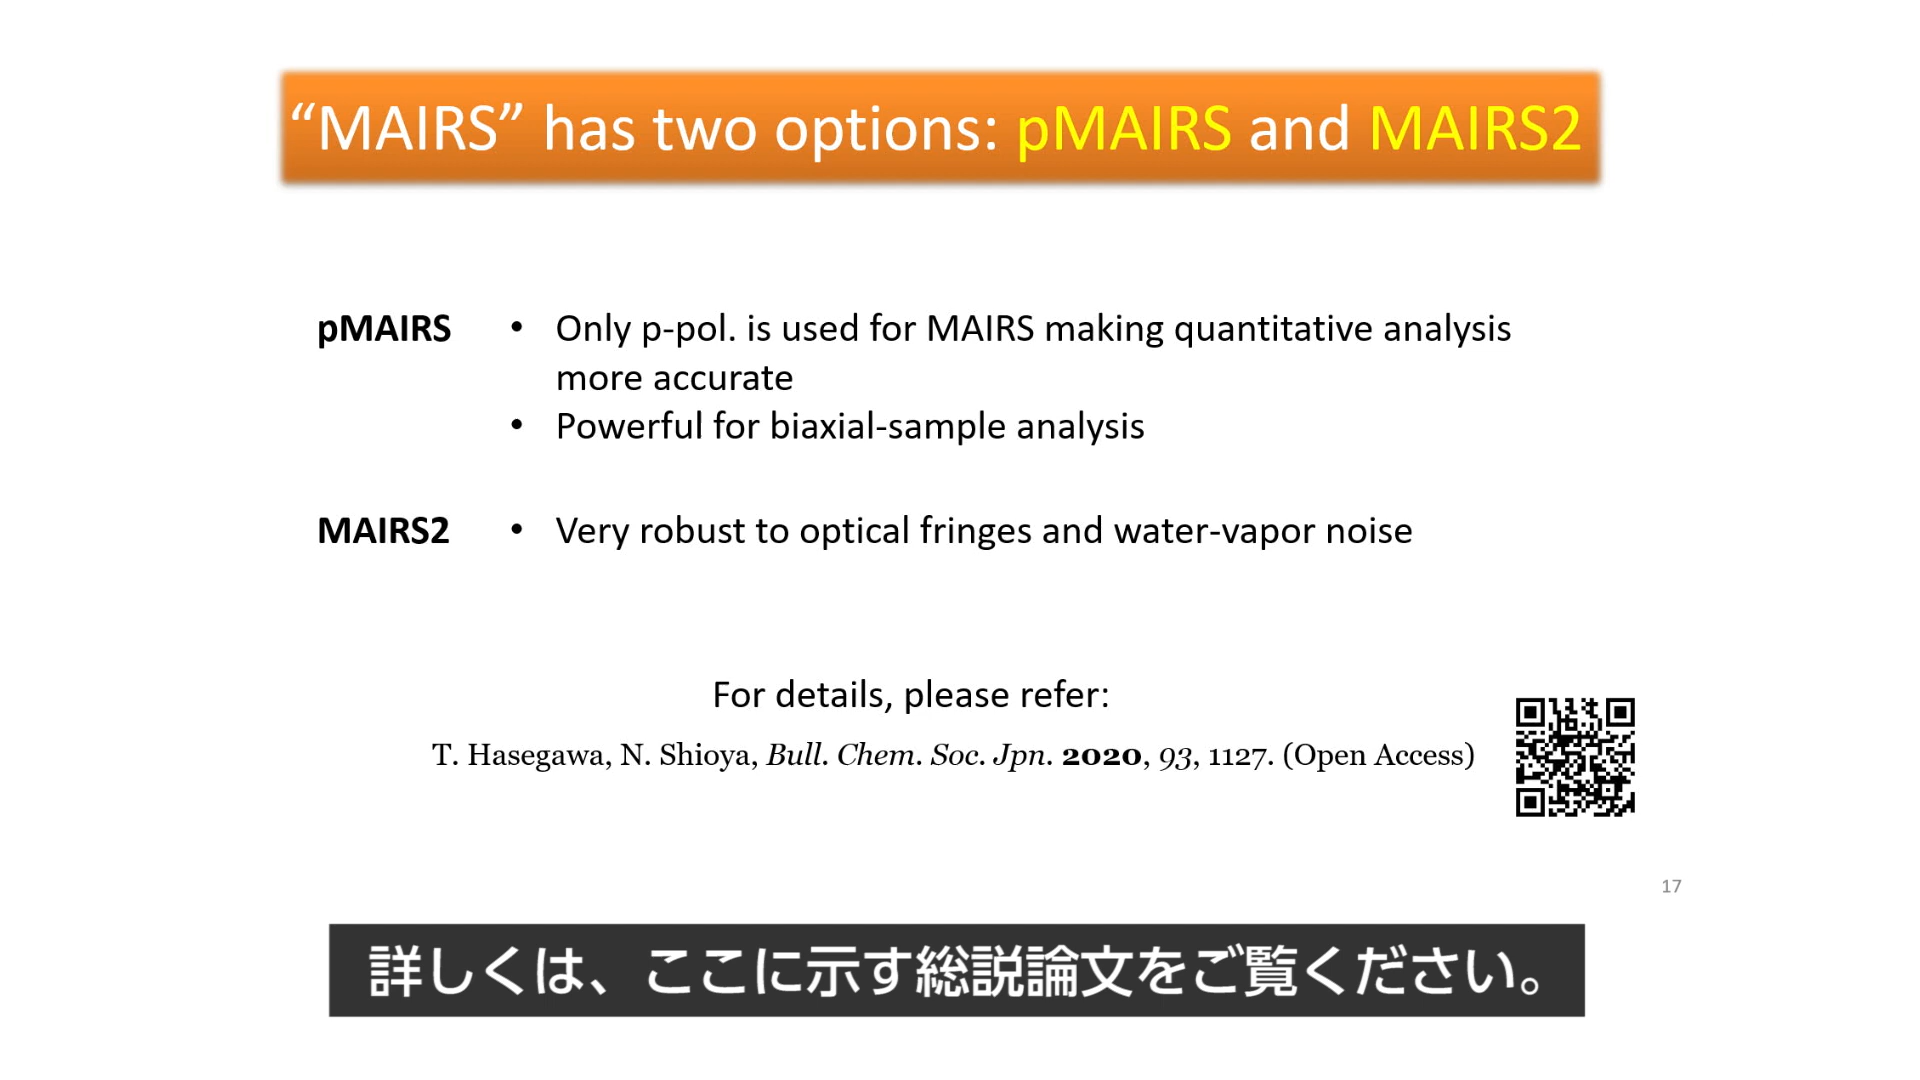 “MAIRS” has two options: pMAIRS and MAIRS2
pMAIRS • Only p-pol. is used for MAIRS making quantitative analysis
more accurate
• Powerful for biaxial-sample analysis
MAIRS2 • Very robust to optical fringes and water-vapor noise
For details, please refer:
T. Hasegawa, N. Shioya, Bull. Chem. Soc. Jpn. 2020, 93, 1127. (Open Access)
17
詳しくは、ここに示す総説論文をご覧ください。